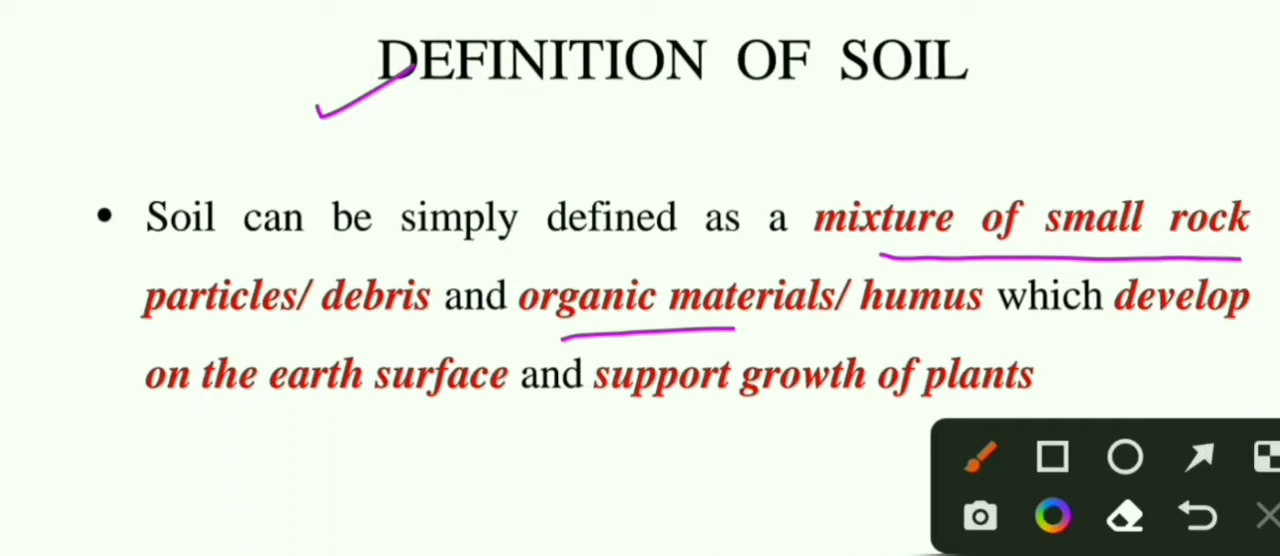 DEFINITION OF SOIL
• Soil can be simply defined as a mixture of small rock
particles/ debris and organic materials/ humus which develop
on the earth surface and support growth of plants